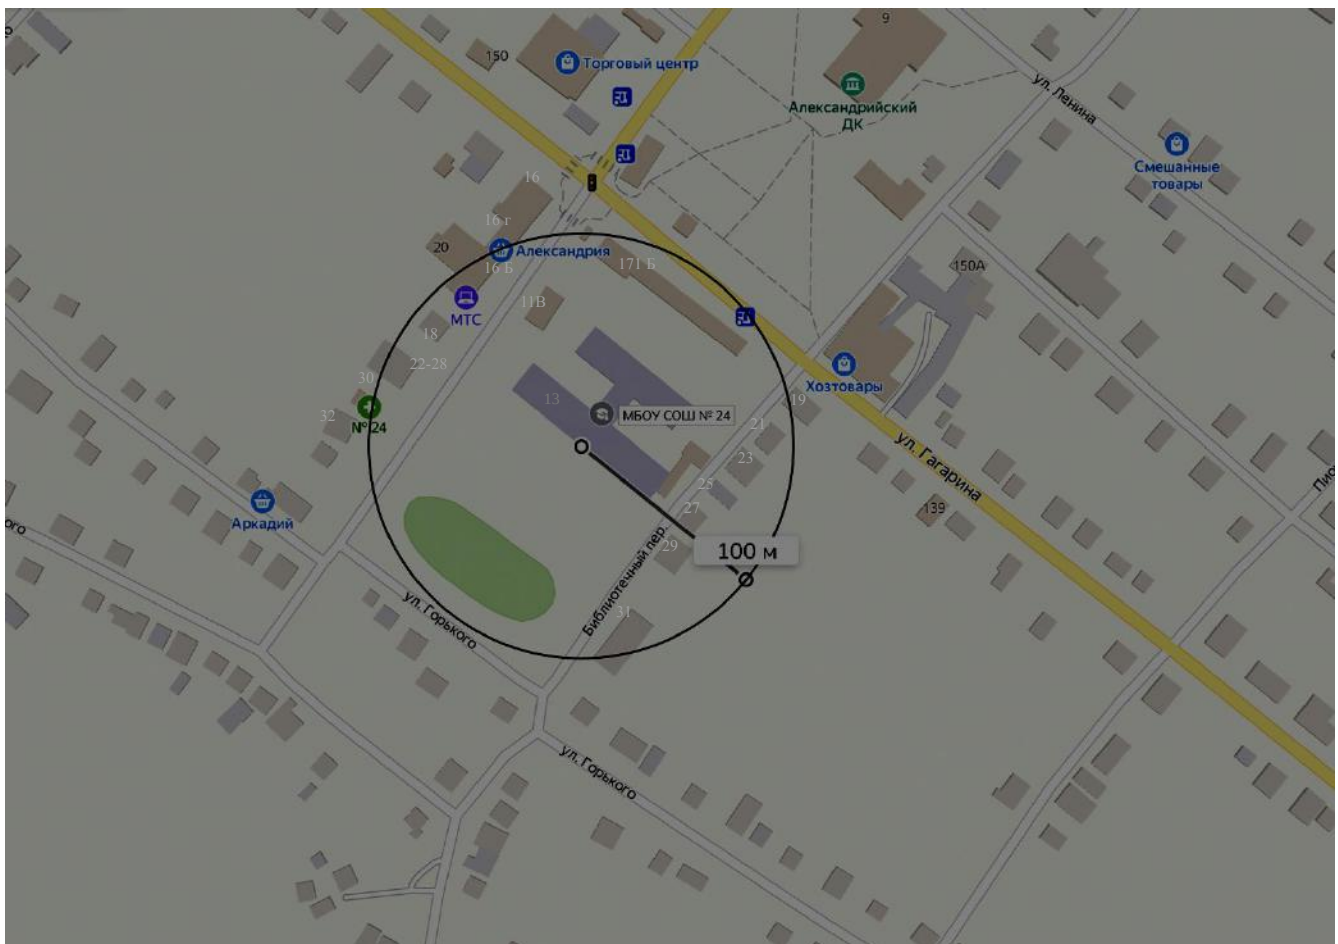 9
150
Торговый центр
ул. Ленина
Александрийский
ДК
Смешанные
товары
16
16 г
20
Александрия
16 Б
171 Б
150А
МТС
11В
18
22-28
30
32
№ 24
13
МБОУ СОШ № 24
Хозтовары
19
21
23
25
27
29
31
ул. Гагарина
139
Аркадий
100 м
Библиотечный пер.
ул. Горького
ул. Горького